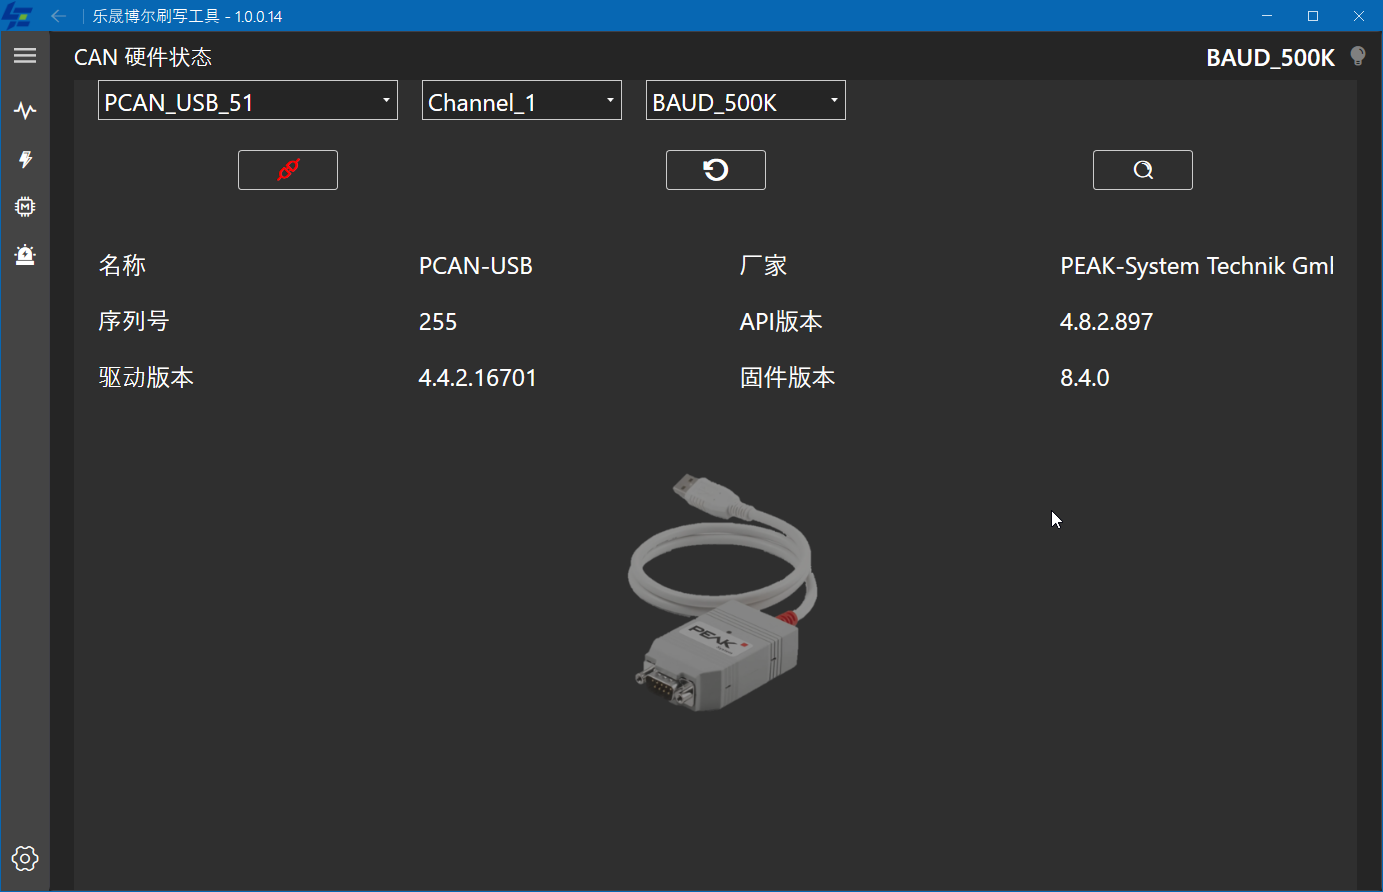 乐晟博尔刷写工具 - 1.0.0.14
CAN 硬件状态
BAUD_500K
PCAN_USB_51
Channel_1
BAUD_500K
名称
PCAN-USB
厂家
PEAK-System Technik Gml
序列号
255
API版本
4.8.2.897
驱动版本
4.4.2.16701
固件版本
8.4.0
PEAK